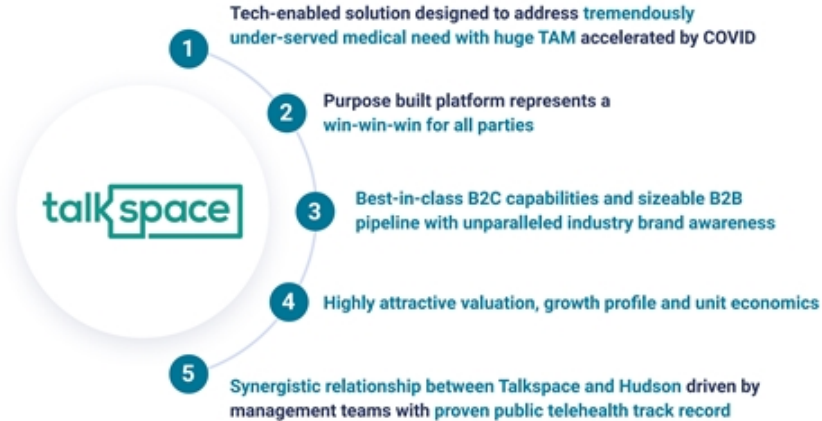 Tech-enabled solution designed to address tremendously
under-served medical need with huge TAM accelerated by COVID
1
2
Purpose built platform represents a
win-win-win for all parties
talkspace
3
Best-in-class B2C capabilities and sizeable B2B
pipeline with unparalleled industry brand awareness
4
Highly attractive valuation, growth profile and unit economics
5
Synergistic relationship between Talkspace and Hudson driven by
management teams with proven public telehealth track record